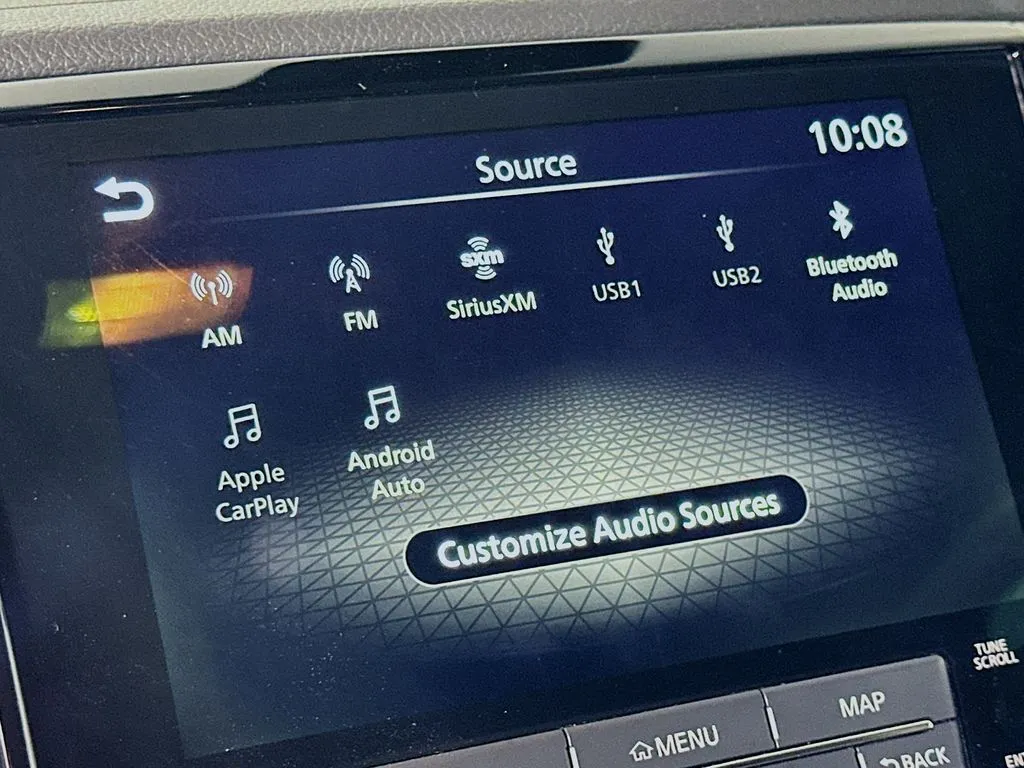 10:08
Source
AM
FM
sxm
SiriusXM
USB1
USB2
Bluetooth
Audio
Apple
CarPlay
Android
Auto
Customize Audio Sources
TUNE
SCROLL
MENU
MAP
BACK